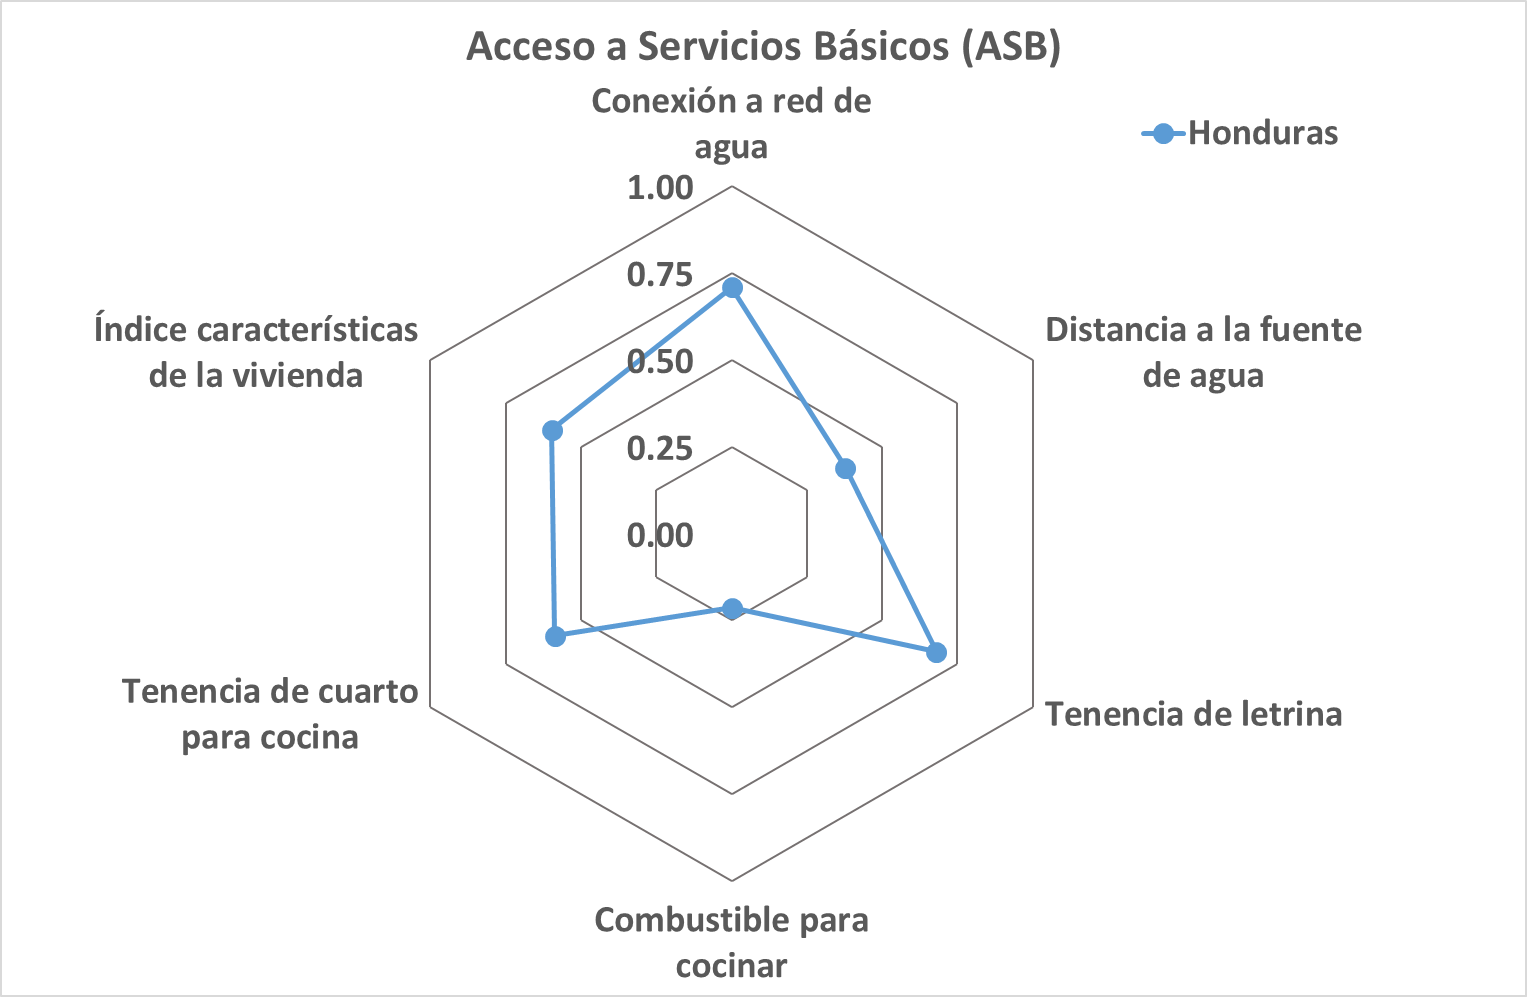 Acceso a Servicios Básicos (ASB)
Conexión a red de
agua
Honduras
1.00
0.75
0.50
0.25
0.00
Distancia a la fuente
de agua
Tenencia de letrina
Combustible para
cocinar
Tenencia de cuarto
para cocina
Índice características
de la vivienda